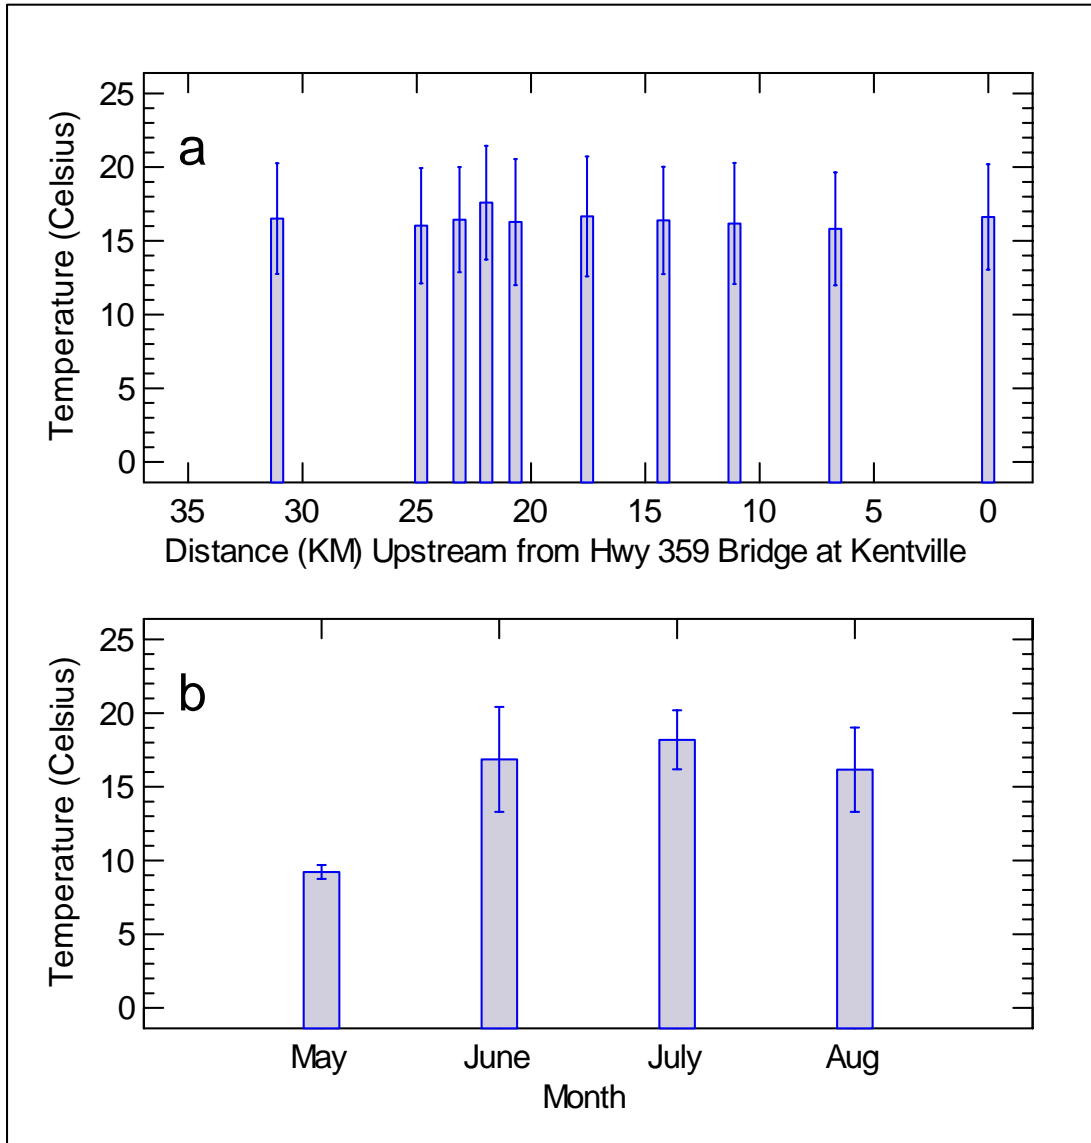 a
Temperature (Celsius)
25
20
15
10
5
0
35 30 25 20 15 10 5 0
Distance (KM) Upstream from Hwy 359 Bridge at Kentville
b
Temperature (Celsius)
25
20
15
10
5
0
May June July Aug
Month